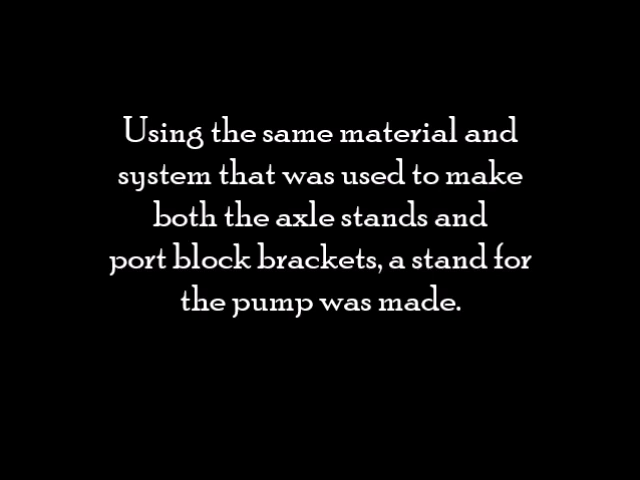 Using the same material and
system that was used to make
both the axle stands and
port block brackets, a stand for
the pump was made.